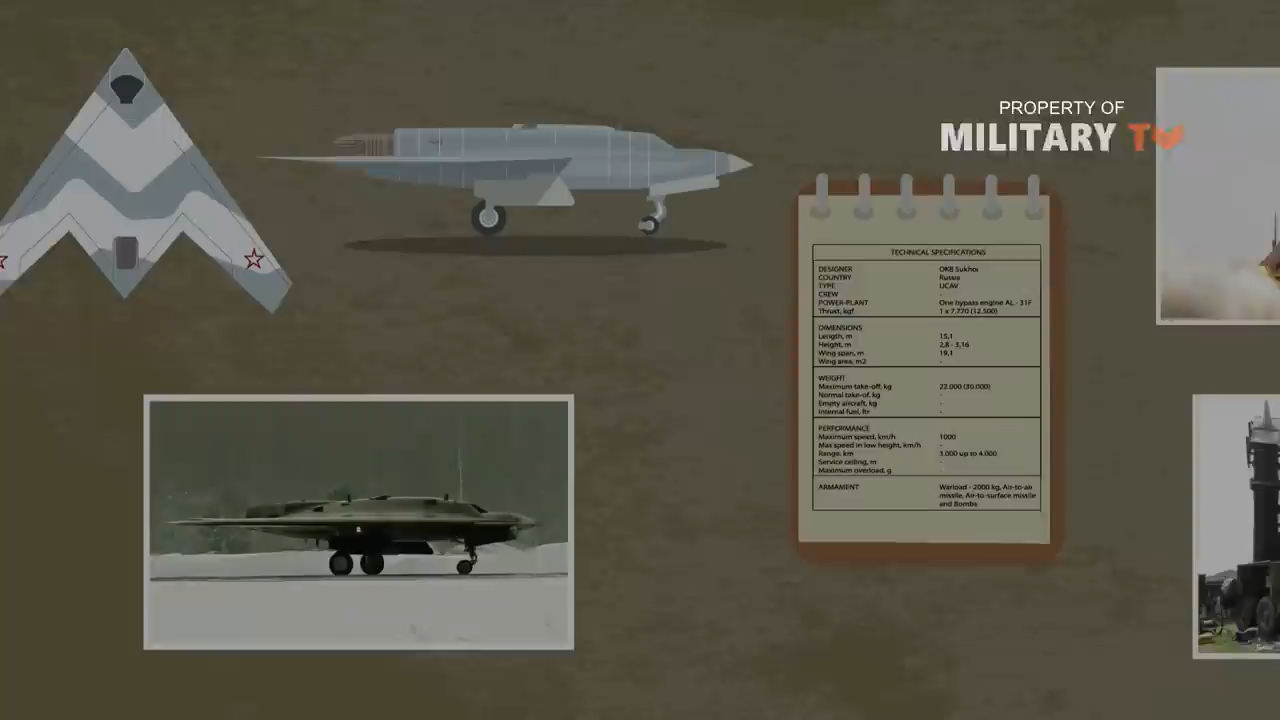 PROPERTY OF
MILITARY TV
TECHNICAL SPECIFICATIONS
DESIGNER OKB Sukhoi
COUNTRY Russia
TYPE UCAV
CREW -
POWER-PLANT One bypass engine AL - 31F
Thrust, kgf 1 x 7.770 (12.500)
DIMENSIONS
Length, m 15,1
Height, m 2,8 - 3,16
Wing span, m 19,1
Wing area, m2 -
WEIGHT
Maximum take-off, kg 22.000 (30.000)
Normal take-of, kg -
Empty aircraft, kg -
Internal fuel, ltr -
PERFORMANCE
Maximum speed, km/h 1000
Max speed in low height, km/h -
Range, km 3.000 up to 4.000
Service ceiling, m -
Maximum overload, g -
ARMAMENT Warload - 2000 kg, Air-to-air
missile, Air-to-surface missile
and Bombs